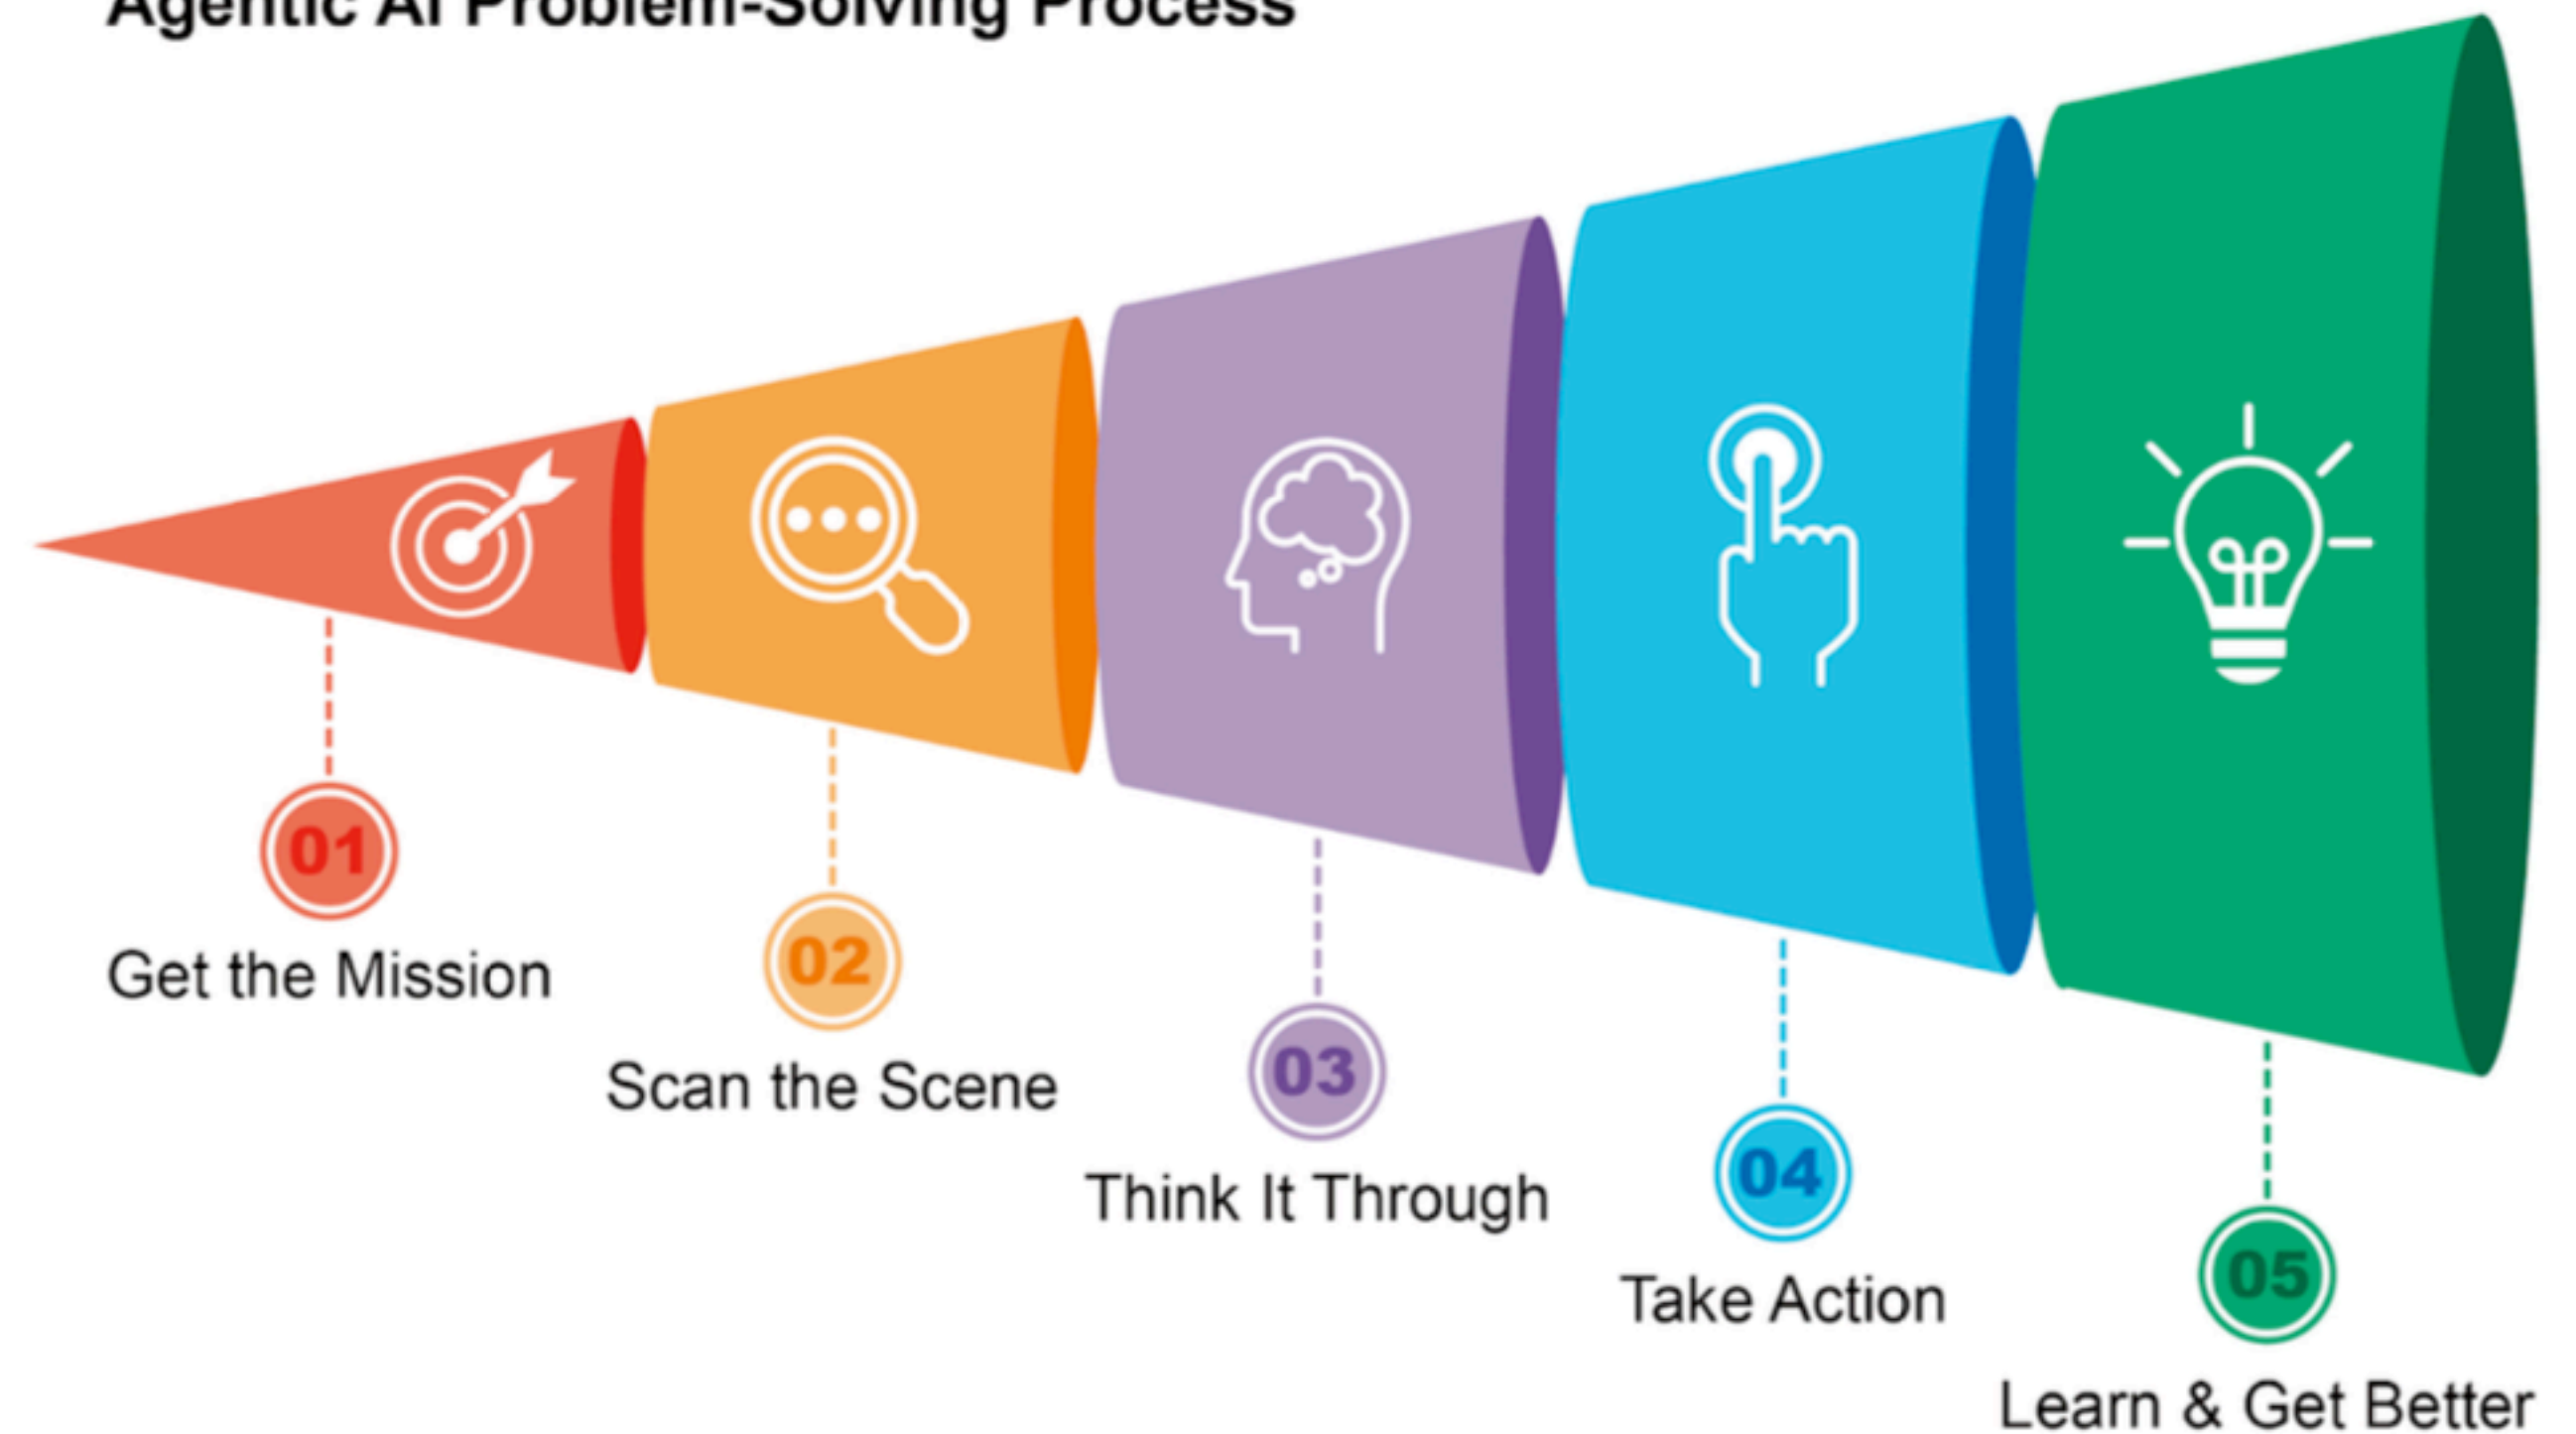 Agentic AI Problem-Solving Process
01
Get the Mission
02
Scan the Scene
03
Think It Through
04
Take Action
05
Learn & Get Better